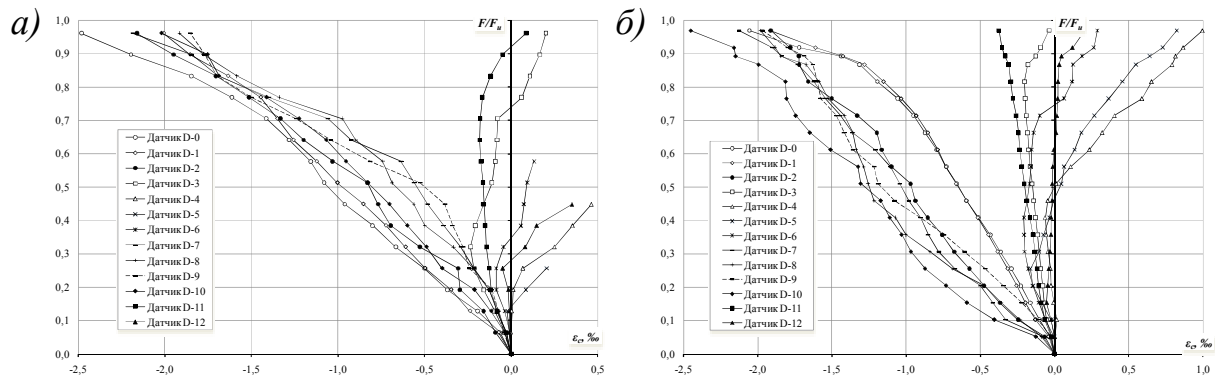 а)
F/Fu
1,0
0,9
0,8
0,7
0,6
0,5
0,4
0,3
0,2
0,1
0,0
-2,5 -2,0 -1,5 -1,0 -0,5 0,0 0,5
εc, ‰
Датчик D-0
Датчик D-1
Датчик D-2
Датчик D-3
Датчик D-4
Датчик D-5
Датчик D-6
Датчик D-7
Датчик D-8
Датчик D-9
Датчик D-10
Датчик D-11
Датчик D-12
б)
F/Fu
1,0
0,9
0,8
0,7
0,6
0,5
0,4
0,3
0,2
0,1
0,0
-2,5 -2,0 -1,5 -1,0 -0,5 0,0 0,5 1,0
εc, ‰
Датчик D-0
Датчик D-1
Датчик D-2
Датчик D-3
Датчик D-4
Датчик D-5
Датчик D-6
Датчик D-7
Датчик D-8
Датчик D-9
Датчик D-10
Датчик D-11
Датчик D-12